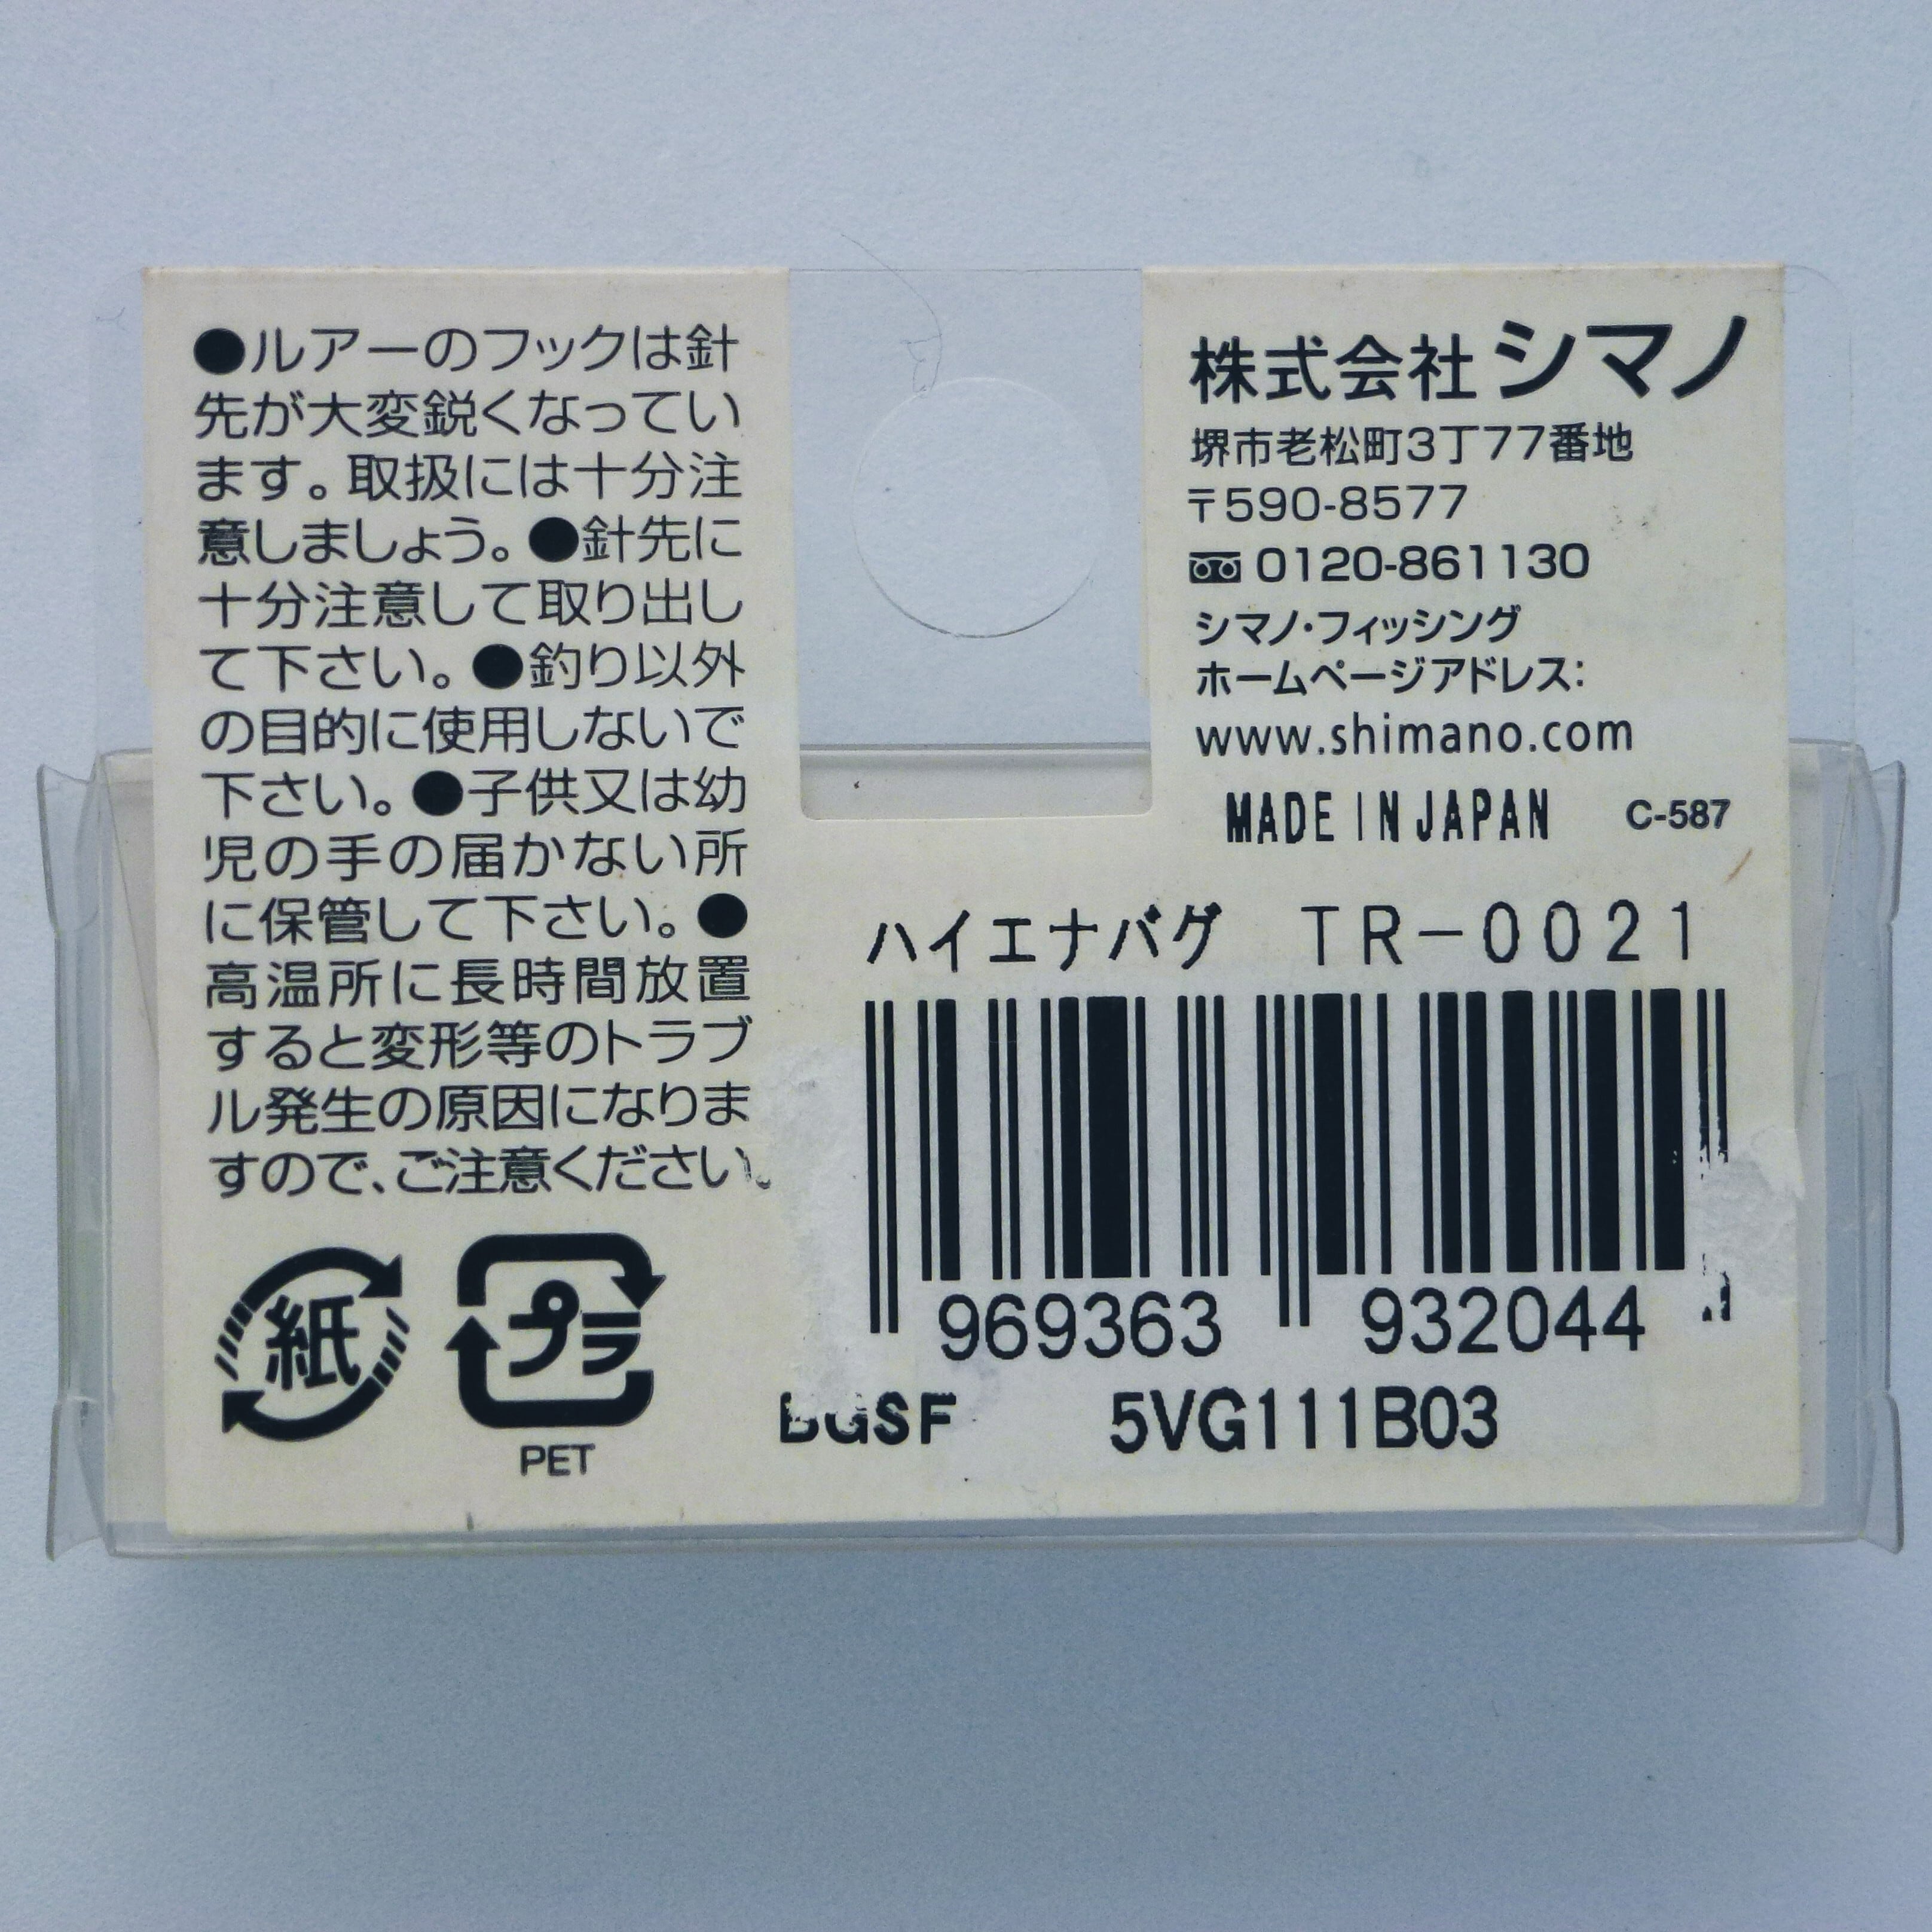 ●ルアーのフックは針
先が大変鋭くなってい
ます。取扱には十分注
意しましょう。●針先に
十分注意して取り出し
て下さい。●釣り以外
の目的に使用しないで
下さい。●子供又は幼
児の手の届かない所
に保管して下さい。●
高温所に長時間放置
すると変形等のトラブ
ル発生の原因になりま
すので、ご注意ください。
紙
プラ
PET
株式会社シマノ
堺市老松町3丁77番地
〒590-8577
0120-861130
シマノ・フィッシング
ホームページアドレス:
www.shimano.com
MADE IN JAPAN C-587
ハイエナバグ TR-0021
969363 932044
BGSF 5VG111B03